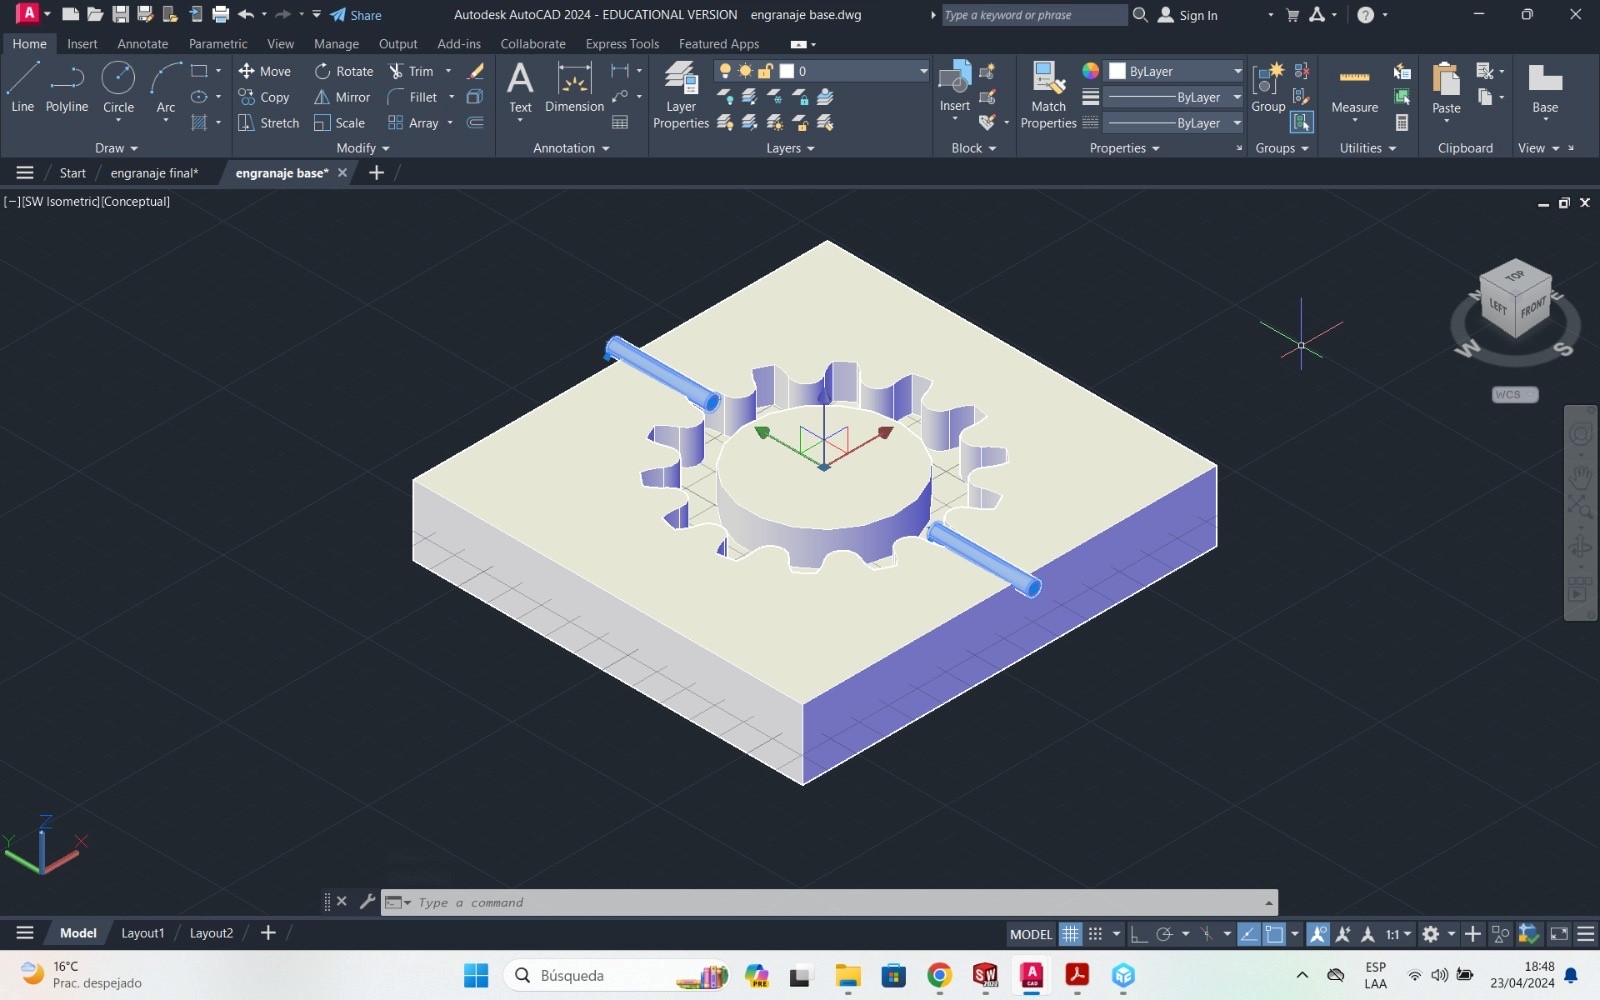 A Share Autodesk AutoCAD 2024 - EDUCATIONAL VERSION engranaje base.dwg Type a keyword or phrase Sign In ?
Home Insert Annotate Parametric View Manage Output Add-ins Collaborate Express Tools Featured Apps
Line Polyline Circle Arc
Move Rotate Trim
Copy Mirror Fillet
Stretch Scale Array
A Text Dimension
Layer Properties
0
Insert
Match Properties
ByLayer
ByLayer
ByLayer
Group Measure Paste Base
Draw Modify Annotation Layers Block Properties Groups Utilities Clipboard View
Start engranaje final* engranaje base*
[−][SW Isometric][Conceptual]
TOP
LEFT FRONT
N E
W S
WCS
Z
Y X
Type a command
Model Layout1 Layout2 MODEL 1:1
16°C
Prac. despejado
Búsqueda
PRE
SW
2020
A
CAD
ESP
LAA
18:48
23/04/2024